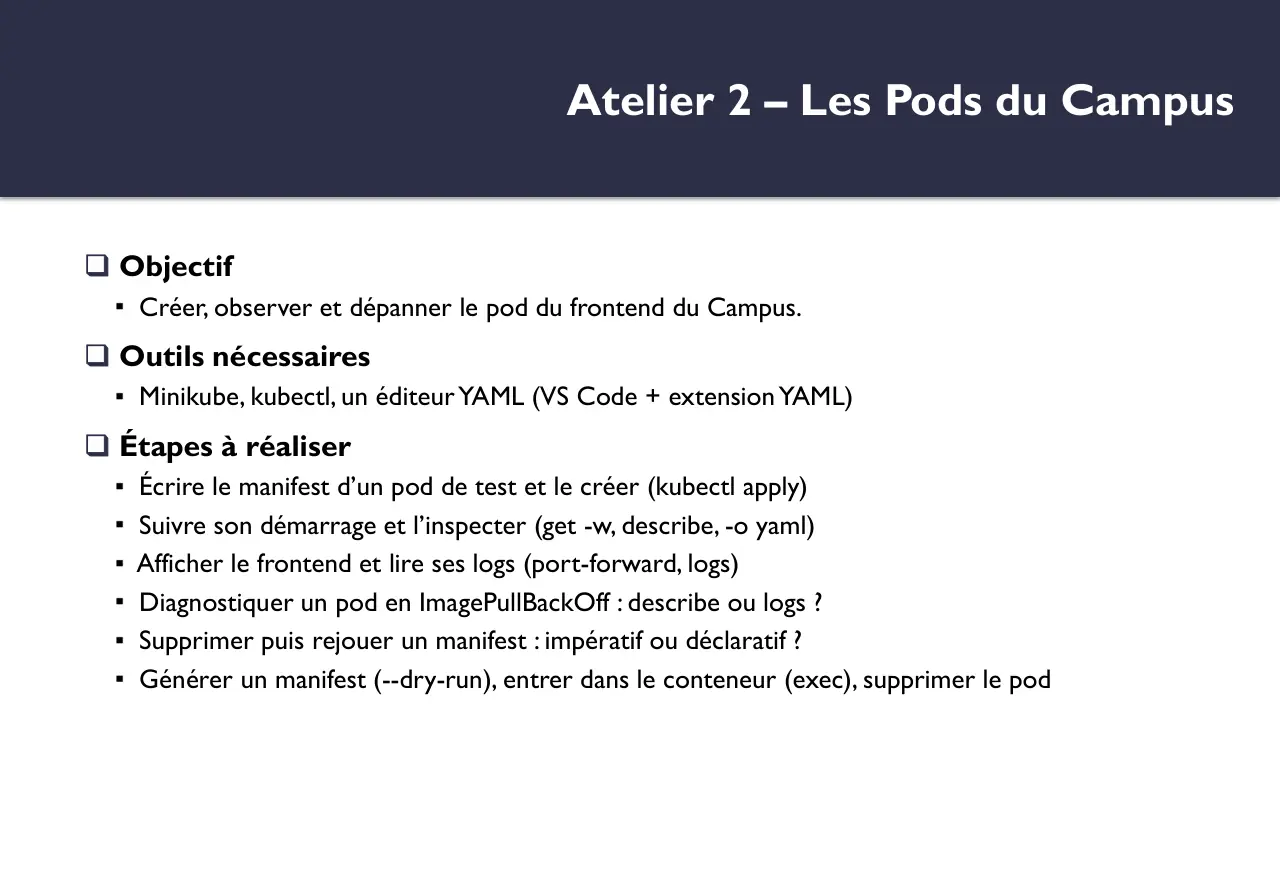 Atelier 2 – Les Pods du Campus
❑ Objectif
▪ Créer, observer et dépanner le pod du frontend du Campus.
❑ Outils nécessaires
▪ Minikube, kubectl, un éditeur YAML (VS Code + extension YAML)
❑ Étapes à réaliser
▪ Écrire le manifest d’un pod de test et le créer (kubectl apply)
▪ Suivre son démarrage et l’inspecter (get -w, describe, -o yaml)
▪ Afficher le frontend et lire ses logs (port-forward, logs)
▪ Diagnostiquer un pod en ImagePullBackOff : describe ou logs ?
▪ Supprimer puis rejouer un manifest : impératif ou déclaratif ?
▪ Générer un manifest (--dry-run), entrer dans le conteneur (exec), supprimer le pod